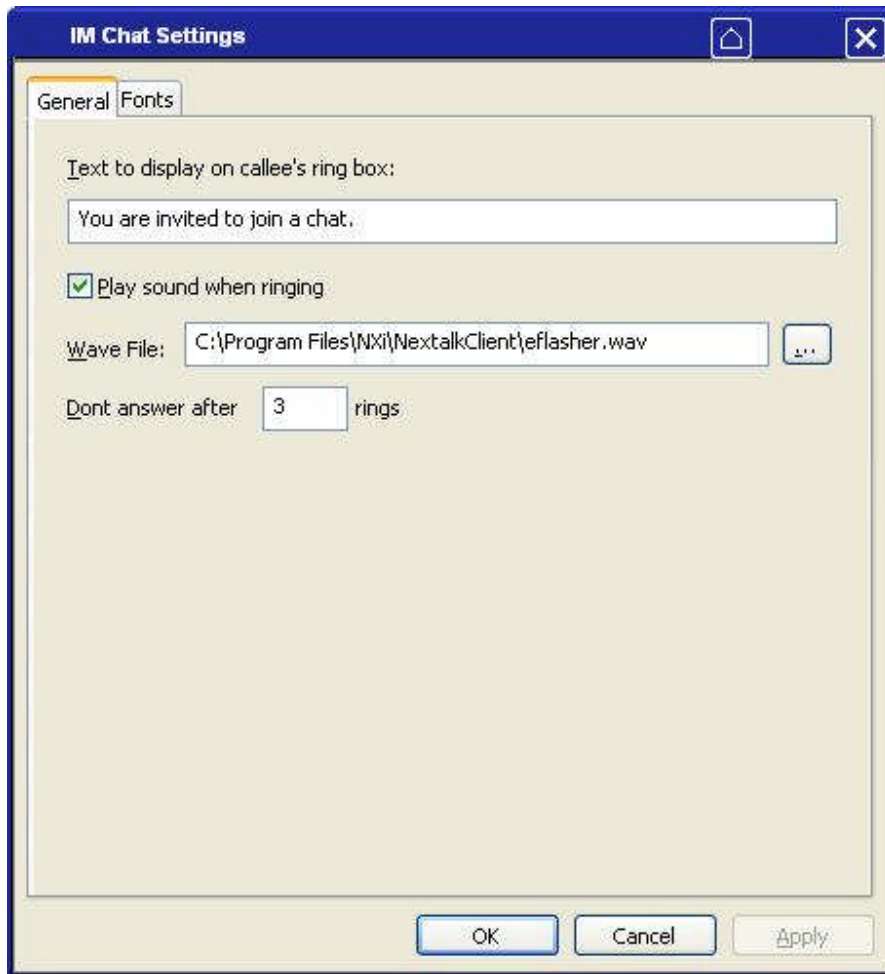 IM Chat Settings
General Fonts
Text to display on callee's ring box:
You are invited to join a chat.
Play sound when ringing
Wave File: C:\Program Files\NXi\NextalkClient\eflasher.wav ...
Dont answer after 3 rings
OK Cancel Apply